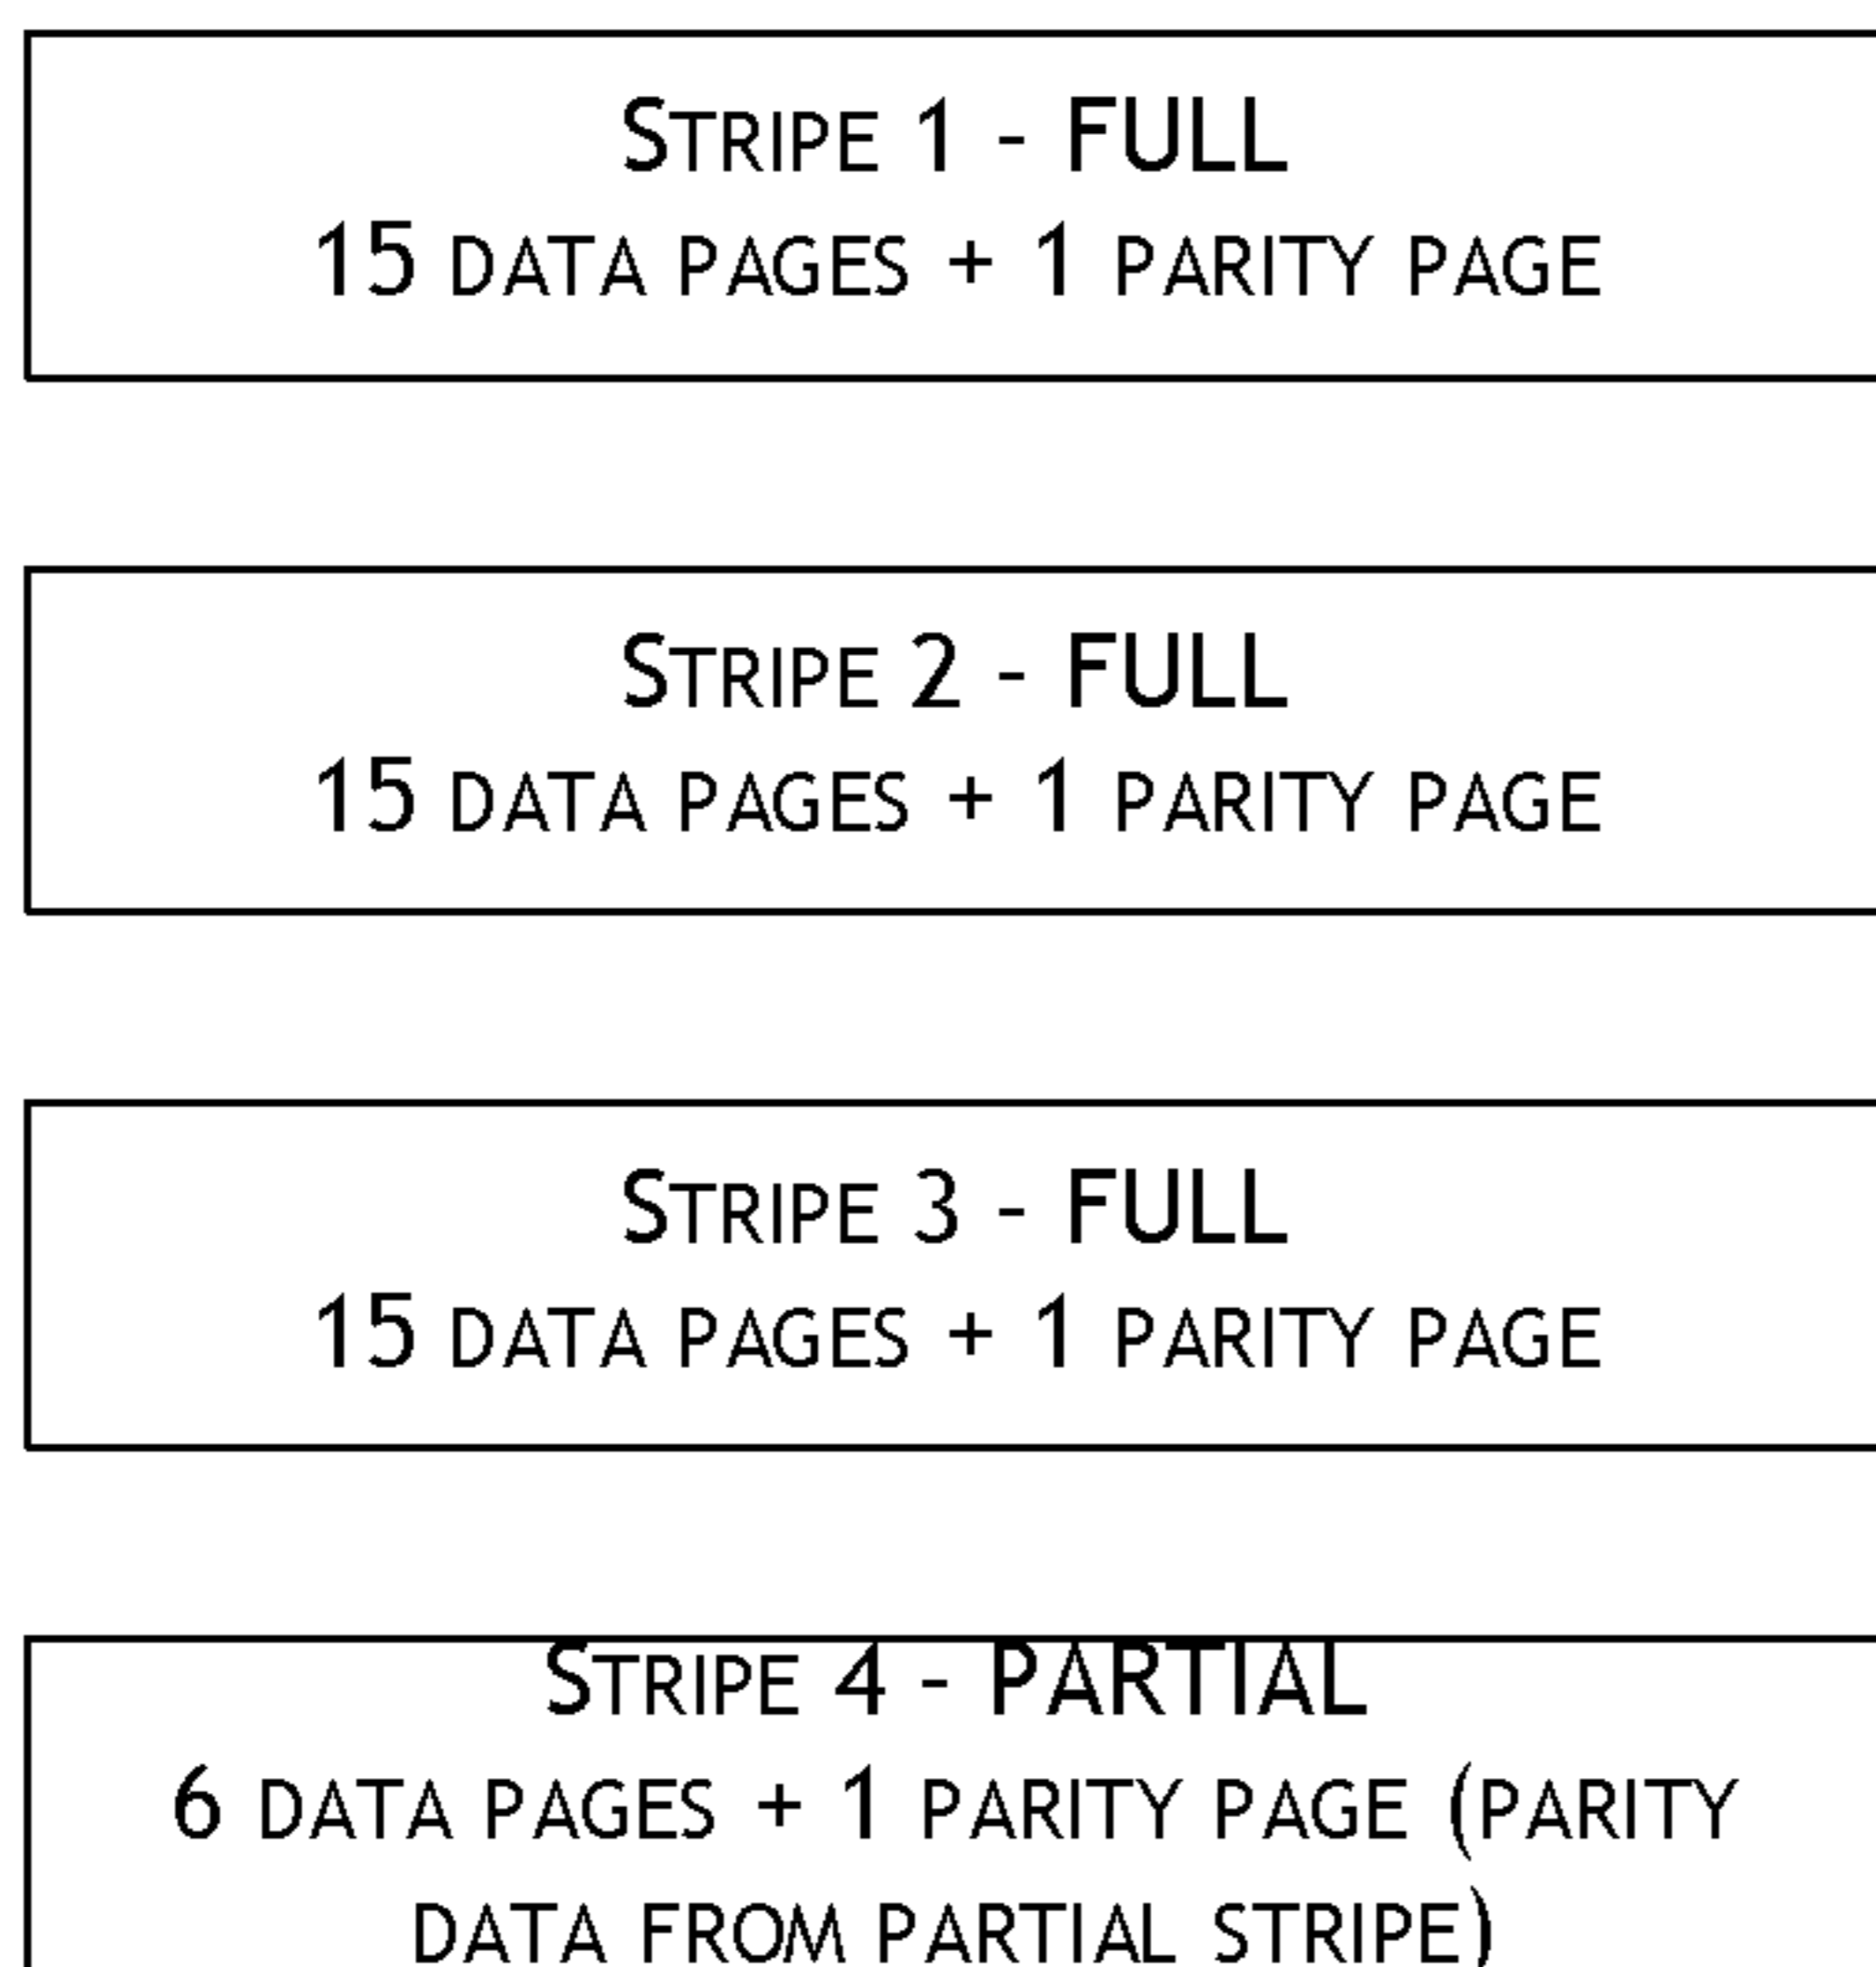 Stripe 1 - FULL
15 data pages + 1 parity page
Stripe 2 - FULL
15 data pages + 1 parity page
Stripe 3 - FULL
15 data pages + 1 parity page
Stripe 4 - PARTIAL
6 data pages + 1 parity page (parity
data from partial stripe)